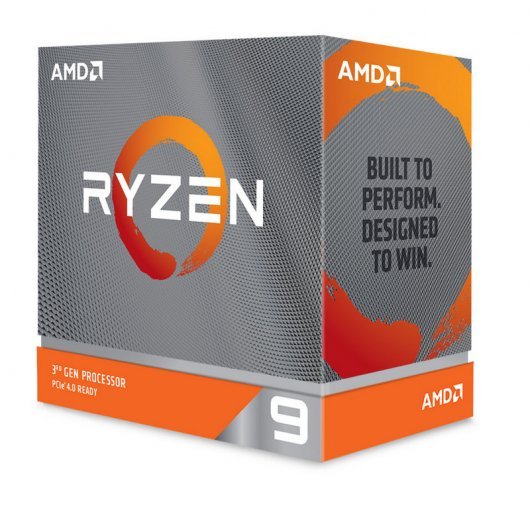 AMD
RYZEN
3RD GEN PROCESSOR
PCIe® 4.0 READY
9
AMD
BUILT TO
PERFORM.
DESIGNED
TO WIN.
AMD